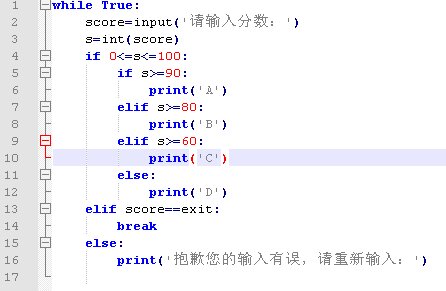 1 while True:
2 score=input('请输入分数：')
3 s=int(score)
4 if 0<=s<=100:
5 if s>=90:
6 print('A')
7 elif s>=80:
8 print('B')
9 elif s>=60:
10 print('C')
11 else:
12 print('D')
13 elif score==exit:
14 break
15 else:
16 print('抱歉您的输入有误，请重新输入：')
17